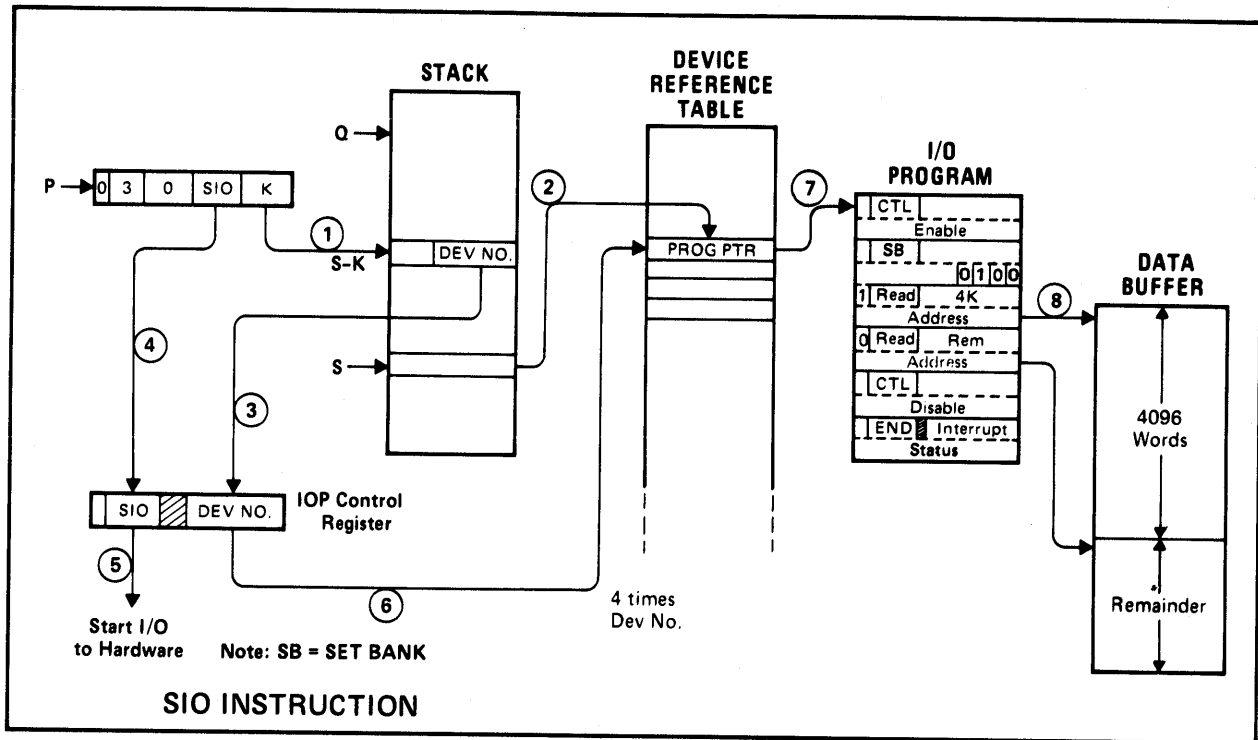 STACK
DEVICE
REFERENCE
TABLE
I/O
PROGRAM
DATA
BUFFER
Q
P
0 3 0 SIO K
1
S-K
DEV NO.
2
PROG PTR
7
CTL
Enable
SB
0 1 0 0
1 Read 4K
Address
0 Read Rem
Address
CTL
Disable
END Interrupt
Status
8
4096
Words
Remainder
4
3
S
SIO DEV NO.
IOP Control
Register
5
6
4 times
Dev No.
Start I/O
to Hardware
Note: SB = SET BANK
SIO INSTRUCTION